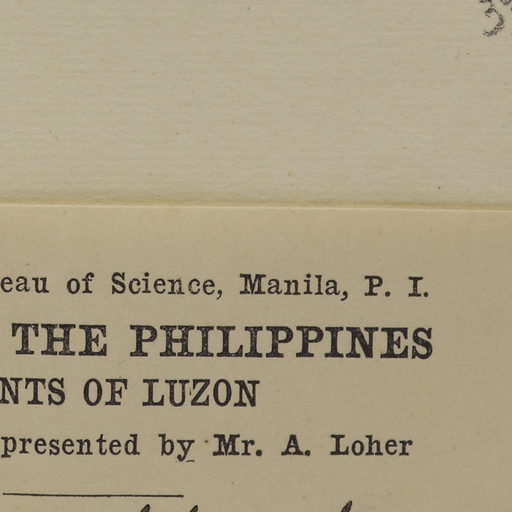 eau of Science, Manila, P. I.
THE PHILIPPINES
NTS OF LUZON
presented by Mr. A. Loher